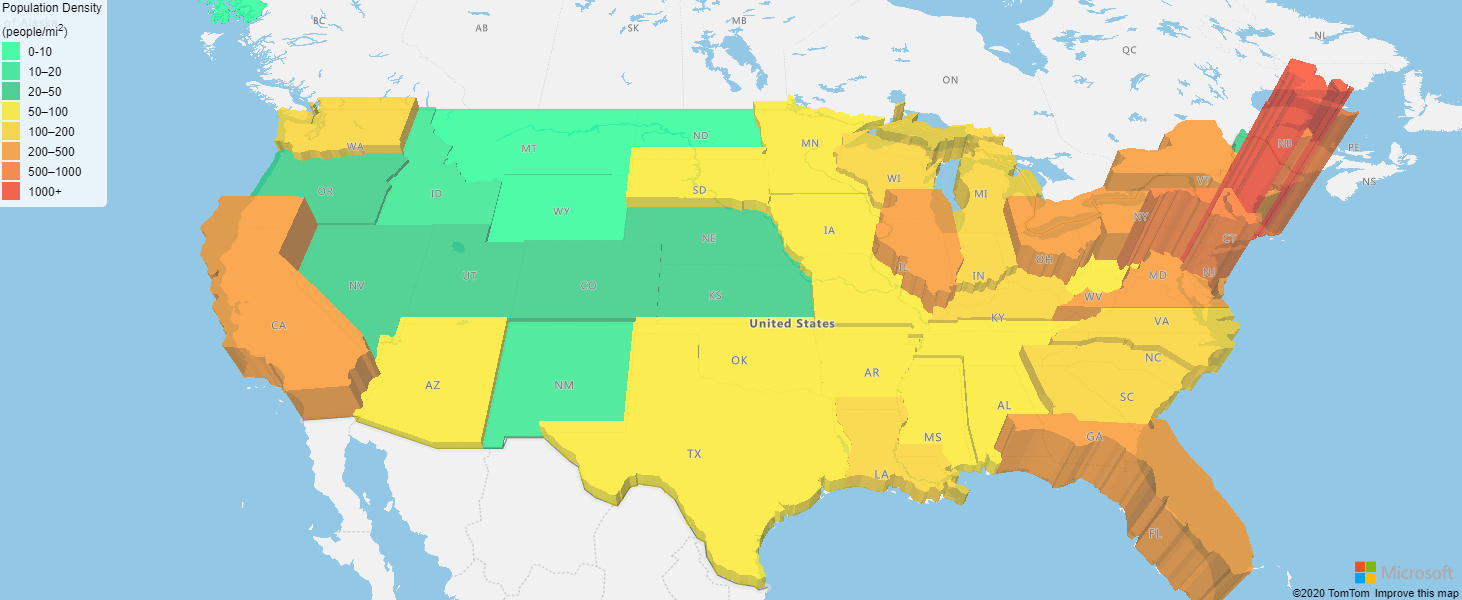 Population Density
(people/mi²)
0-10
10–20
20–50
50–100
100–200
200–500
500–1000
1000+
BC
AB
SK
MB
ON
QC
NL
NB
PE
NS
WA
MT
ND
MN
OR
ID
WY
SD
WI
MI
VT
NY
CT
NV
UT
CO
NE
KS
IA
IL
IN
OH
MD
NJ
WV
KY
VA
CA
United States
AZ
NM
OK
AR
NC
SC
TX
MS
AL
GA
LA
FL
Microsoft
©2020 TomTom Improve this map